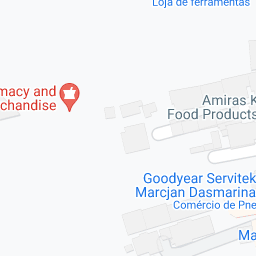 Loja de ferramentas
macy and
chandise
Amiras K
Food Products
Goodyear Servitek
Marcjan Dasmarina
Comércio de Pne
Ma